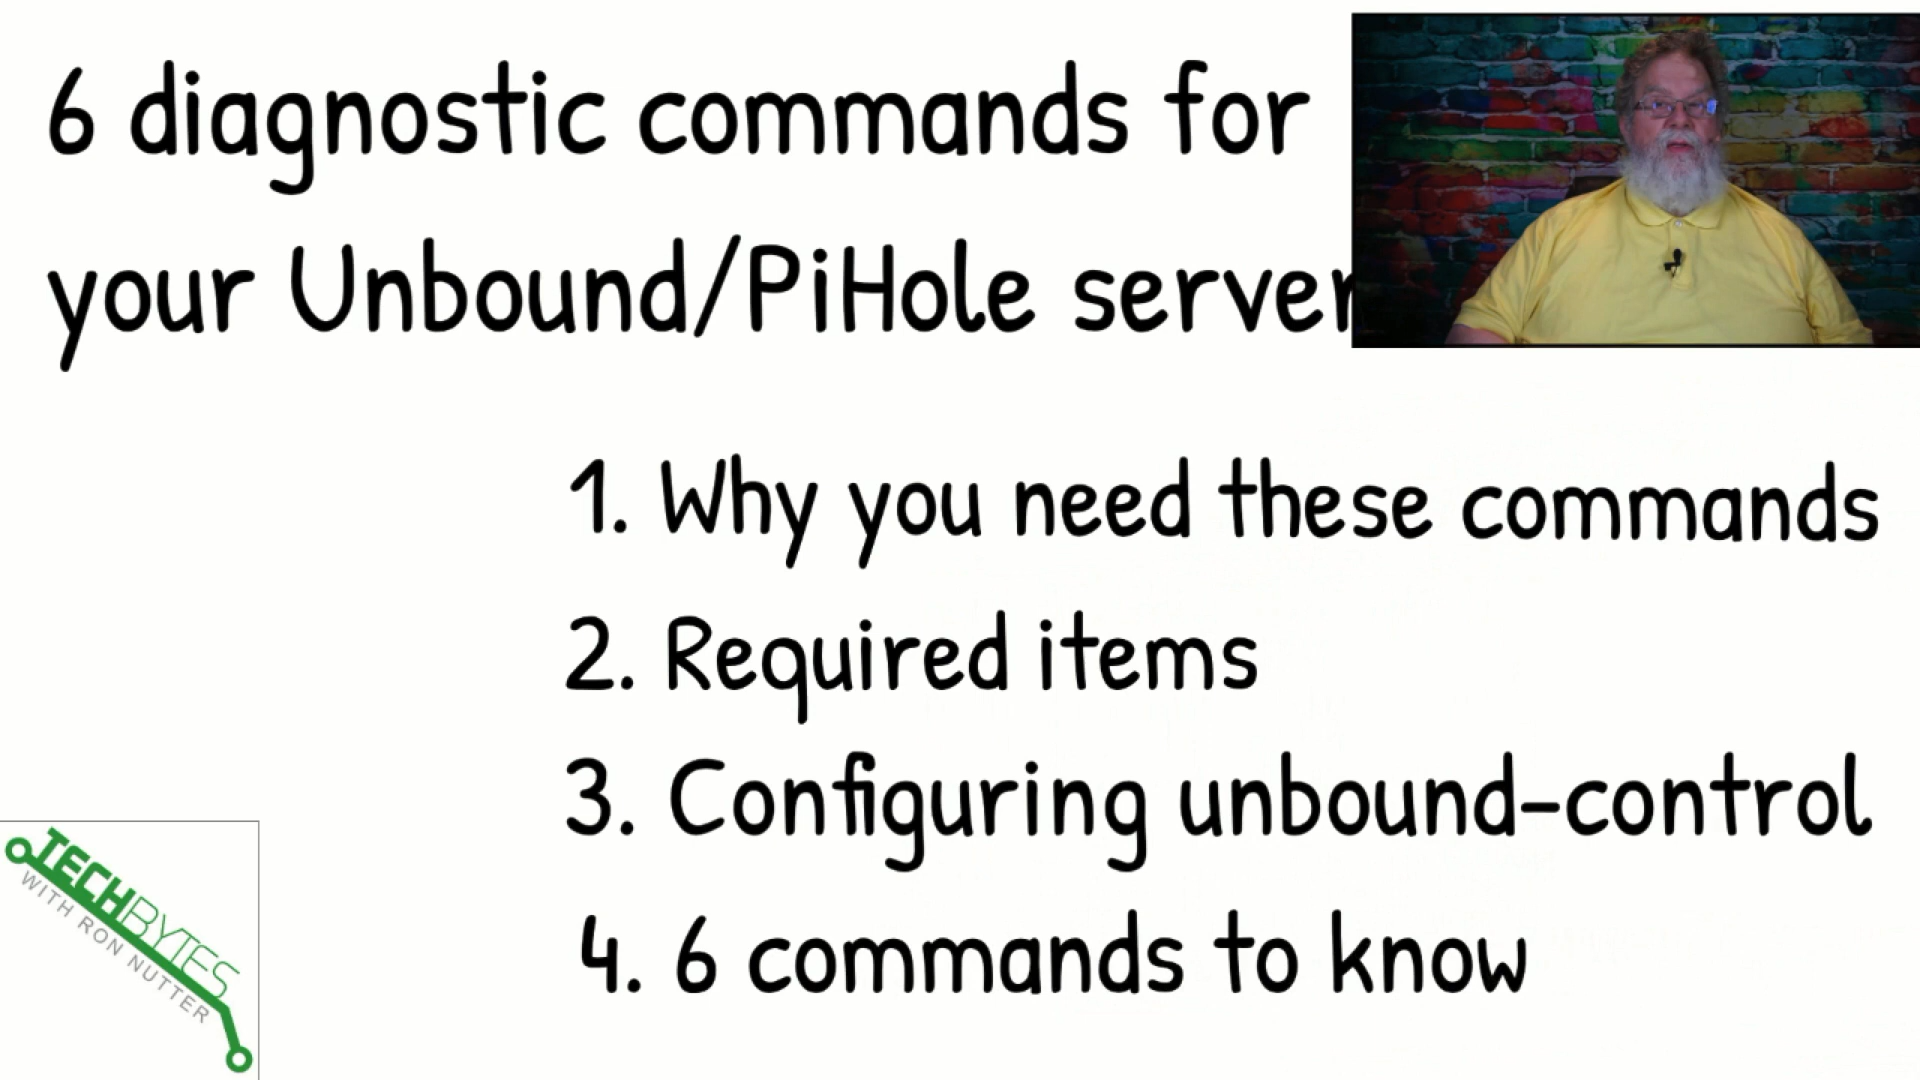 6 diagnostic commands for
your Unbound/PiHole server
1. Why you need these commands
2. Required items
3. Configuring unbound-control
4. 6 commands to know
TECHBYTES
WITH RON NUTTER